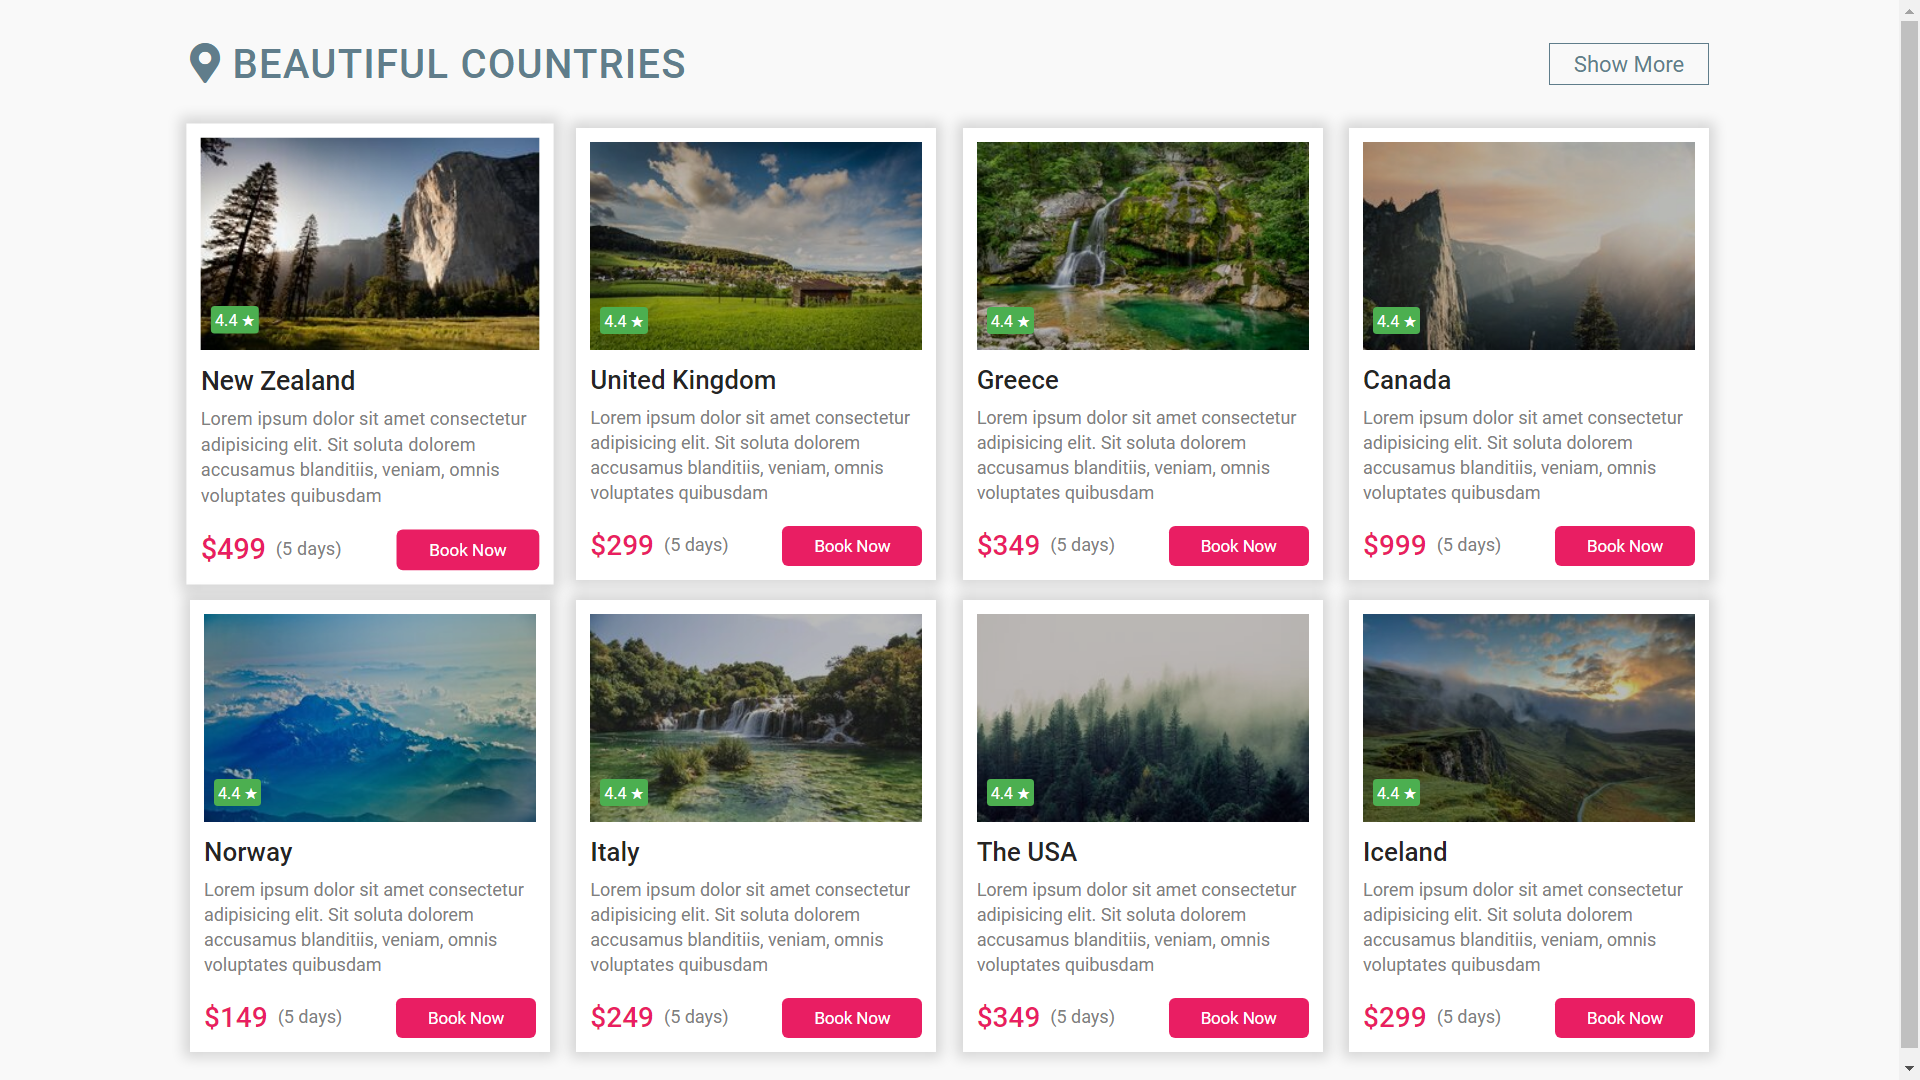 BEAUTIFUL COUNTRIES
Show More
4.4 ★
New Zealand
Lorem ipsum dolor sit amet consectetur
adipisicing elit. Sit soluta dolorem
accusamus blanditiis, veniam, omnis
voluptates quibusdam
$499 (5 days)
Book Now
4.4 ★
United Kingdom
Lorem ipsum dolor sit amet consectetur
adipisicing elit. Sit soluta dolorem
accusamus blanditiis, veniam, omnis
voluptates quibusdam
$299 (5 days)
Book Now
4.4 ★
Greece
Lorem ipsum dolor sit amet consectetur
adipisicing elit. Sit soluta dolorem
accusamus blanditiis, veniam, omnis
voluptates quibusdam
$349 (5 days)
Book Now
4.4 ★
Canada
Lorem ipsum dolor sit amet consectetur
adipisicing elit. Sit soluta dolorem
accusamus blanditiis, veniam, omnis
voluptates quibusdam
$999 (5 days)
Book Now
4.4 ★
Norway
Lorem ipsum dolor sit amet consectetur
adipisicing elit. Sit soluta dolorem
accusamus blanditiis, veniam, omnis
voluptates quibusdam
$149 (5 days)
Book Now
4.4 ★
Italy
Lorem ipsum dolor sit amet consectetur
adipisicing elit. Sit soluta dolorem
accusamus blanditiis, veniam, omnis
voluptates quibusdam
$249 (5 days)
Book Now
4.4 ★
The USA
Lorem ipsum dolor sit amet consectetur
adipisicing elit. Sit soluta dolorem
accusamus blanditiis, veniam, omnis
voluptates quibusdam
$349 (5 days)
Book Now
4.4 ★
Iceland
Lorem ipsum dolor sit amet consectetur
adipisicing elit. Sit soluta dolorem
accusamus blanditiis, veniam, omnis
voluptates quibusdam
$299 (5 days)
Book Now